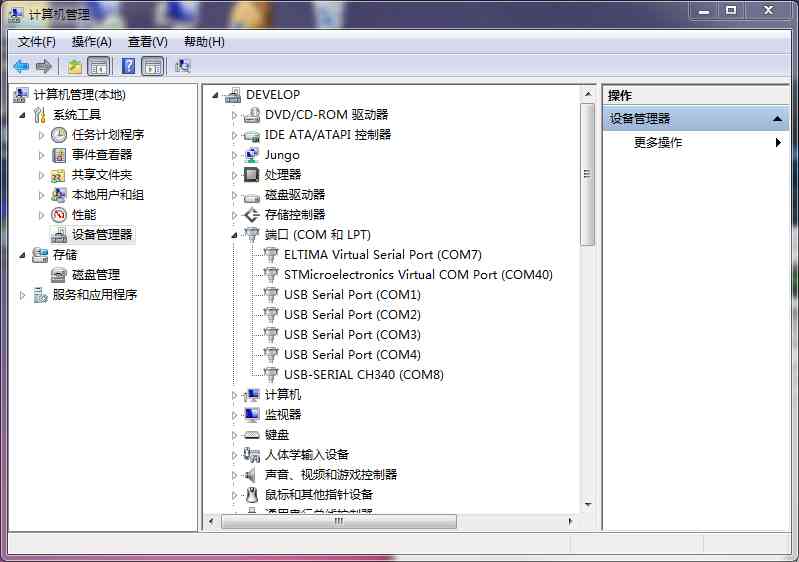 计算机管理
文件(F) 操作(A) 查看(V) 帮助(H)
计算机管理(本地)
系统工具
任务计划程序
事件查看器
共享文件夹
本地用户和组
性能
设备管理器
存储
磁盘管理
服务和应用程序
DEVELOP
DVD/CD-ROM 驱动器
IDE ATA/ATAPI 控制器
Jungo
处理器
磁盘驱动器
存储控制器
端口 (COM 和 LPT)
ELTIMA Virtual Serial Port (COM7)
STMicroelectronics Virtual COM Port (COM40)
USB Serial Port (COM1)
USB Serial Port (COM2)
USB Serial Port (COM3)
USB Serial Port (COM4)
USB-SERIAL CH340 (COM8)
计算机
监视器
键盘
人体学输入设备
声音、视频和游戏控制器
鼠标和其他指针设备
通用串行总线控制器
操作
设备管理器
更多操作